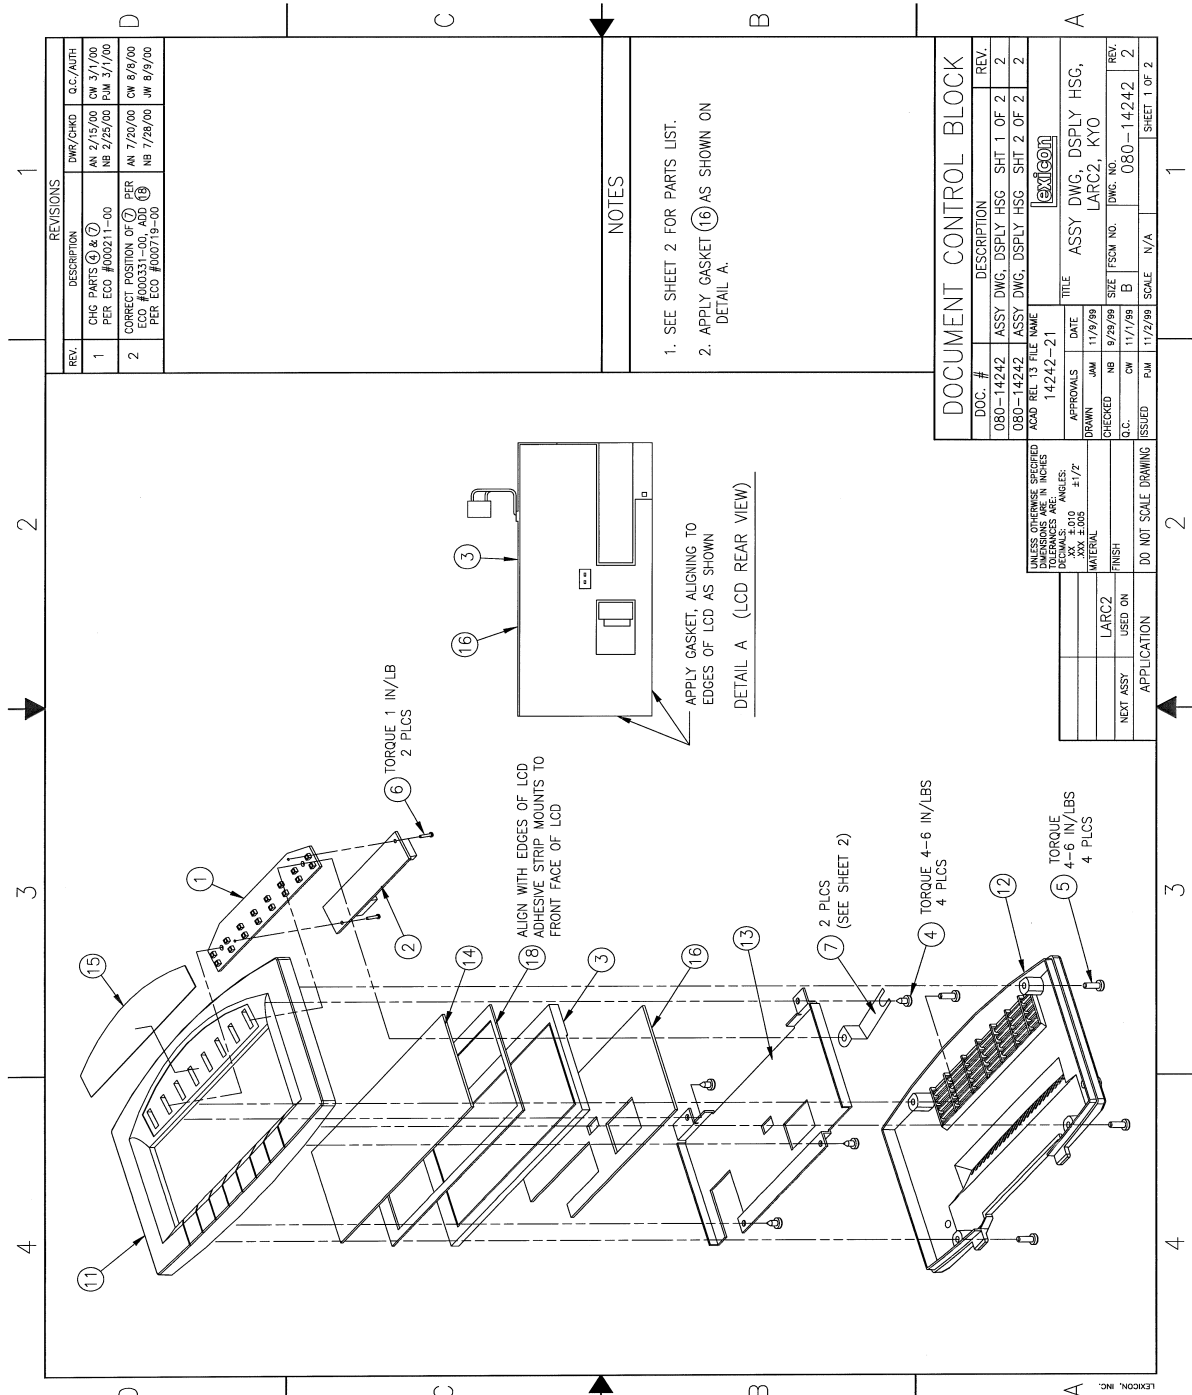 4
3
2
1
D
C
B
A
REVISIONS
REV.
DESCRIPTION
DWR/CHKD
Q.C./AUTH
1
CHG PARTS 4 & 7
PER ECO #000211-00
AN 2/15/00
NB 2/25/00
CW 3/1/00
PJM 3/1/00
2
CORRECT POSITION OF 7 PER
ECO #000331-00, ADD 18
PER ECO #000719-00
AN 7/20/00
NB 7/28/00
CW 8/8/00
JW 8/9/00
NOTES
1. SEE SHEET 2 FOR PARTS LIST.
2. APPLY GASKET 16 AS SHOWN ON
DETAIL A.
11
15
1
2
6 TORQUE 1 IN/LB
2 PLCS
14
18 ALIGN WITH EDGES OF LCD
ADHESIVE STRIP MOUNTS TO
FRONT FACE OF LCD
3
16
13
7 2 PLCS
(SEE SHEET 2)
4 TORQUE 4-6 IN/LBS
4 PLCS
12
5 TORQUE
4-6 IN/LBS
4 PLCS
16
3
APPLY GASKET, ALIGNING TO
EDGES OF LCD AS SHOWN
DETAIL A (LCD REAR VIEW)
DOCUMENT CONTROL BLOCK
DOC. #
DESCRIPTION
REV.
080-14242
ASSY DWG, DSPLY HSG SHT 1 OF 2
2
080-14242
ASSY DWG, DSPLY HSG SHT 2 OF 2
2
UNLESS OTHERWISE SPECIFIED
DIMENSIONS ARE IN INCHES
TOLERANCES ARE:
DECIMALS: ANGLES:
.XX ±.010 ±1/2°
.XXX ±.005
MATERIAL
FINISH
DO NOT SCALE DRAWING
ACAD REL 13 FILE NAME
14242-21
APPROVALS
DATE
DRAWN JAM 11/9/99
CHECKED NB 9/29/99
Q.C. CW 11/1/99
ISSUED PJM 11/2/99
exicon
TITLE
ASSY DWG, DSPLY HSG,
LARC2, KYO
SIZE
B
FSCM NO.
DWG. NO.
080-14242
REV.
2
SCALE N/A
SHEET 1 OF 2
LARC2
NEXT ASSY
USED ON
APPLICATION
4
3
2
1
D
C
B
A
LEXICON, INC.